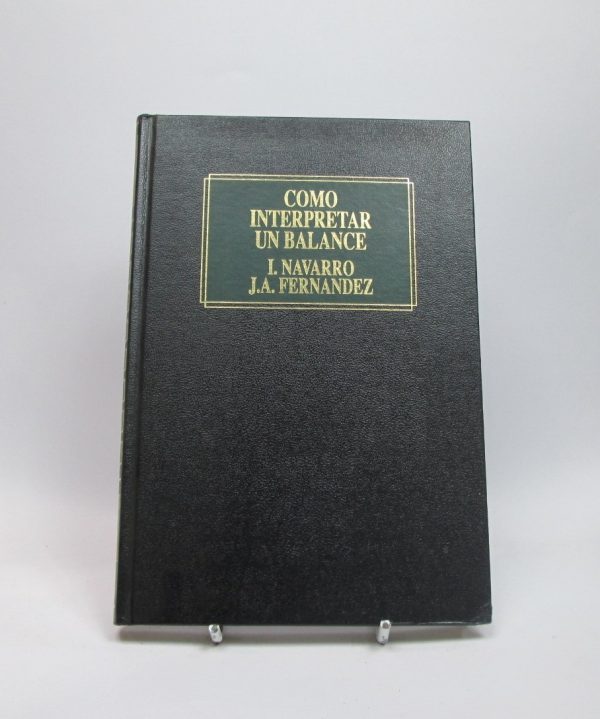 COMO
INTERPRETAR
UN BALANCE
I. NAVARRO
J.A. FERNANDEZ